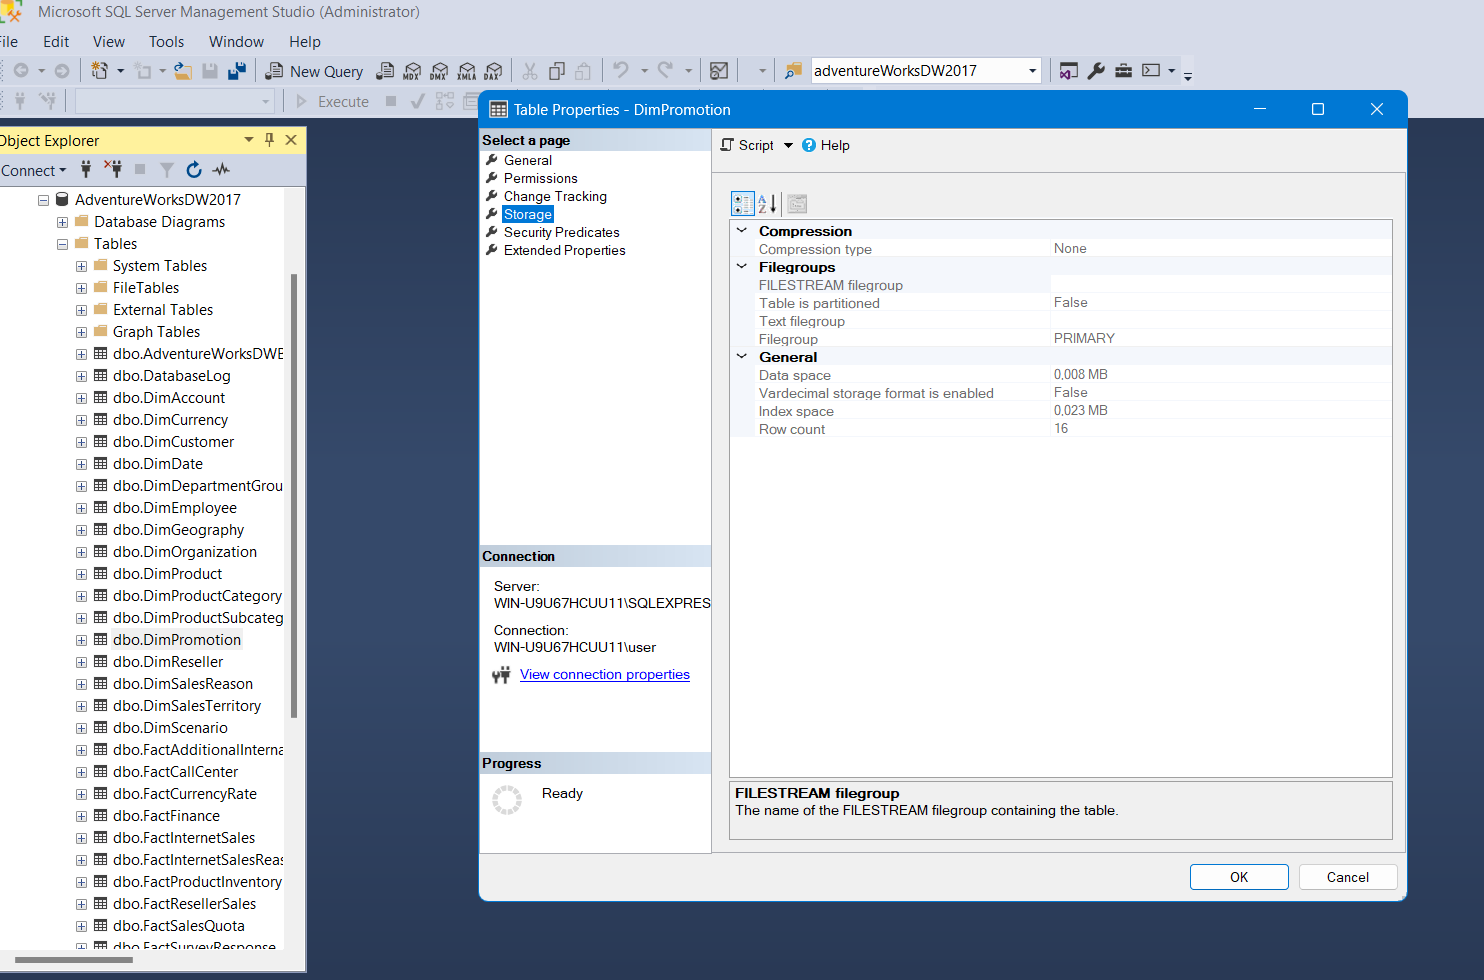 Microsoft SQL Server Management Studio (Administrator)
File Edit View Tools Window Help
New Query MDX DMX XMLA DAX adventureWorksDW2017
Execute
Object Explorer
Connect
AdventureWorksDW2017
Database Diagrams
Tables
System Tables
FileTables
External Tables
Graph Tables
dbo.AdventureWorksDWB
dbo.DatabaseLog
dbo.DimAccount
dbo.DimCurrency
dbo.DimCustomer
dbo.DimDate
dbo.DimDepartmentGrou
dbo.DimEmployee
dbo.DimGeography
dbo.DimOrganization
dbo.DimProduct
dbo.DimProductCategory
dbo.DimProductSubcateg
dbo.DimPromotion
dbo.DimReseller
dbo.DimSalesReason
dbo.DimSalesTerritory
dbo.DimScenario
dbo.FactAdditionalInterna
dbo.FactCallCenter
dbo.FactCurrencyRate
dbo.FactFinance
dbo.FactInternetSales
dbo.FactInternetSalesReas
dbo.FactProductInventory
dbo.FactResellerSales
dbo.FactSalesQuota
dbo.FactSurveyResponse
Table Properties - DimPromotion
Select a page
General
Permissions
Change Tracking
Storage
Security Predicates
Extended Properties
Connection
Server:
WIN-U9U67HCUU11\SQLEXPRES
Connection:
WIN-U9U67HCUU11\user
View connection properties
Progress
Ready
Script Help
Compression
Compression type None
Filegroups
FILESTREAM filegroup
Table is partitioned False
Text filegroup
Filegroup PRIMARY
General
Data space 0,008 MB
Vardecimal storage format is enabled False
Index space 0,023 MB
Row count 16
FILESTREAM filegroup
The name of the FILESTREAM filegroup containing the table.
OK Cancel